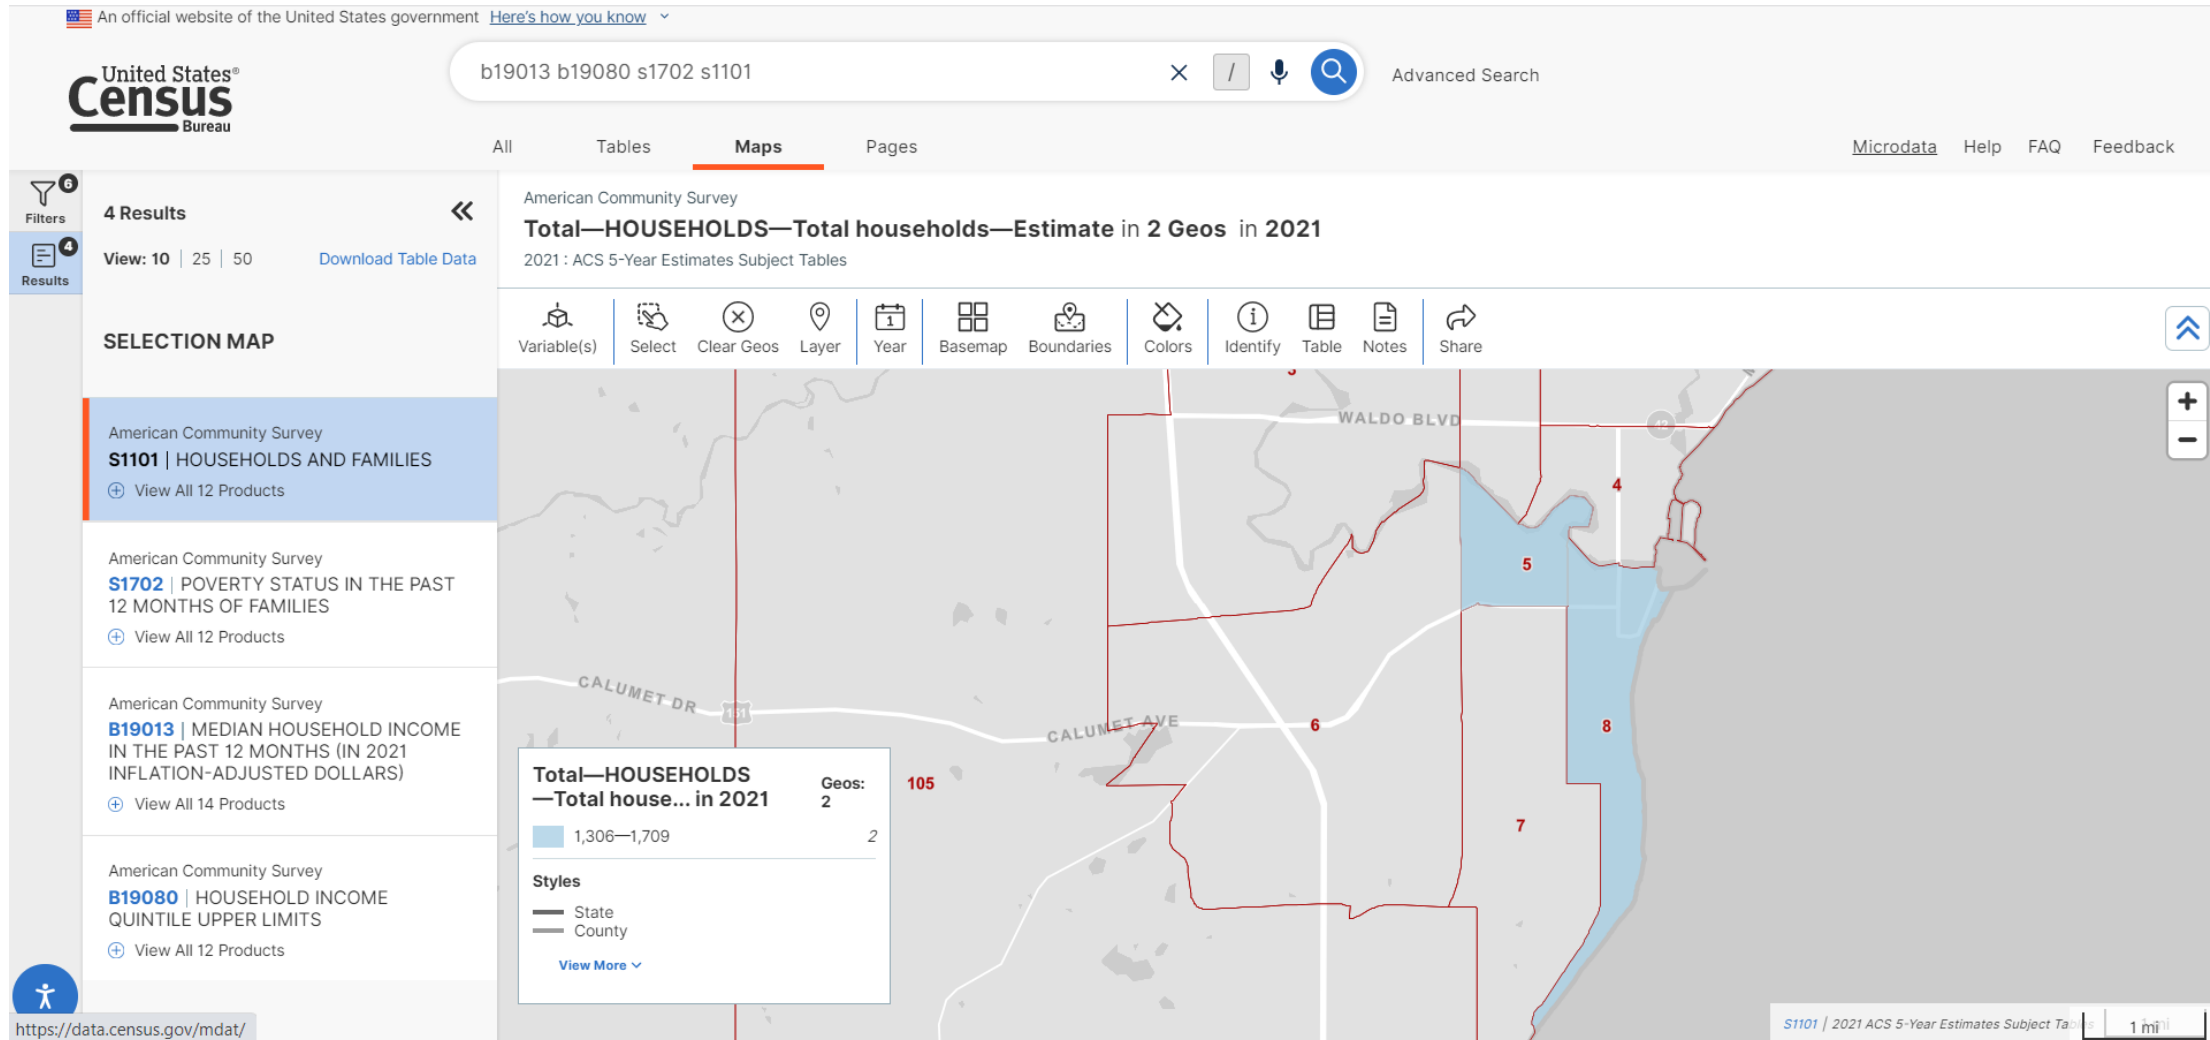 An official website of the United States government Here's how you know
United States®
Census
Bureau
b19013 b19080 s1702 s1101
/
Advanced Search
All Tables Maps Pages
Microdata Help FAQ Feedback
6
Filters
4
Results
4 Results
View: 10 | 25 | 50 Download Table Data
SELECTION MAP
American Community Survey
S1101 | HOUSEHOLDS AND FAMILIES
View All 12 Products
American Community Survey
S1702 | POVERTY STATUS IN THE PAST
12 MONTHS OF FAMILIES
View All 12 Products
American Community Survey
B19013 | MEDIAN HOUSEHOLD INCOME
IN THE PAST 12 MONTHS (IN 2021
INFLATION-ADJUSTED DOLLARS)
View All 14 Products
American Community Survey
B19080 | HOUSEHOLD INCOME
QUINTILE UPPER LIMITS
View All 12 Products
https://data.census.gov/mdat/
American Community Survey
Total—HOUSEHOLDS—Total households—Estimate in 2 Geos in 2021
2021 : ACS 5-Year Estimates Subject Tables
Variable(s) Select Clear Geos Layer 1 Year Basemap Boundaries Colors Identify Table Notes Share
+
−
WALDO BLVD
42
4
5
CALUMET DR
151
CALUMET AVE
6
8
105
7
Total—HOUSEHOLDS
—Total house... in 2021
Geos:
2
1,306—1,709 2
Styles
State
County
View More
S1101 | 2021 ACS 5-Year Estimates Subject Tables
1 mi